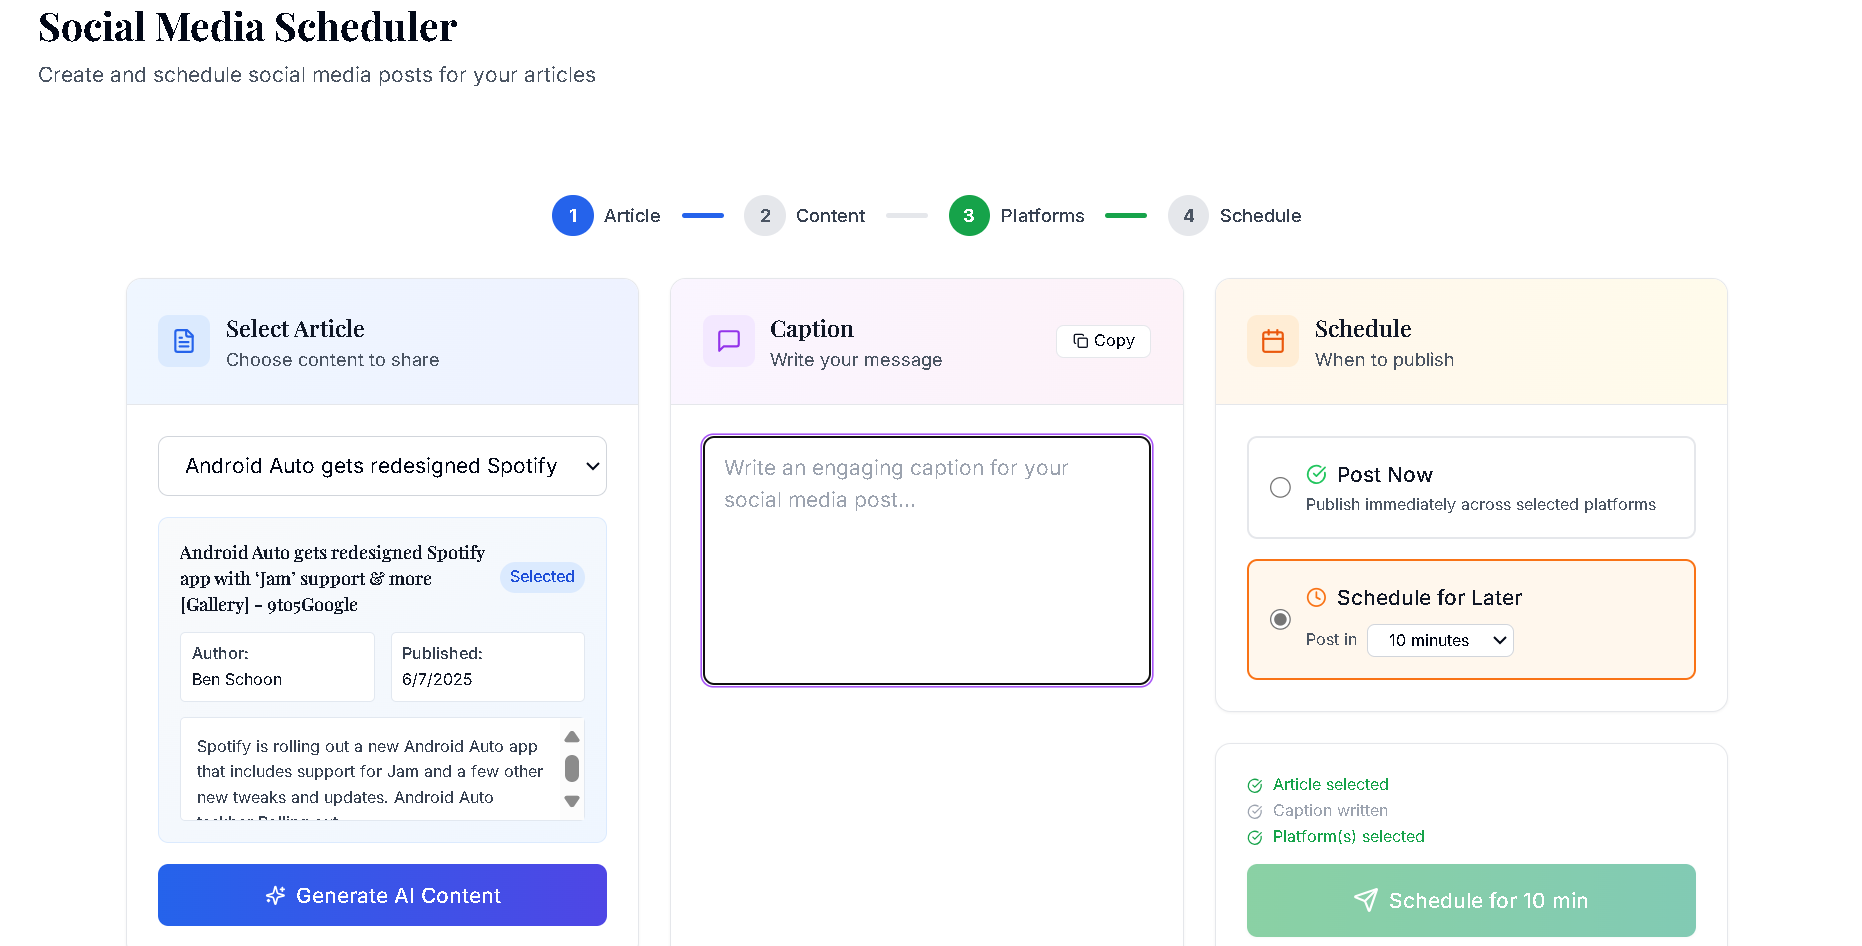 Social Media Scheduler
Create and schedule social media posts for your articles
1 Article 2 Content 3 Platforms 4 Schedule
Select Article
Choose content to share
Android Auto gets redesigned Spotify
Android Auto gets redesigned Spotify
app with ‘Jam’ support & more
[Gallery] - 9to5Google
Selected
Author:
Ben Schoon
Published:
6/7/2025
Spotify is rolling out a new Android Auto app
that includes support for Jam and a few other
new tweaks and updates. Android Auto
Generate AI Content
Caption
Write your message
Copy
Write an engaging caption for your
social media post...
Schedule
When to publish
Post Now
Publish immediately across selected platforms
Schedule for Later
Post in 10 minutes
Article selected
Caption written
Platform(s) selected
Schedule for 10 min